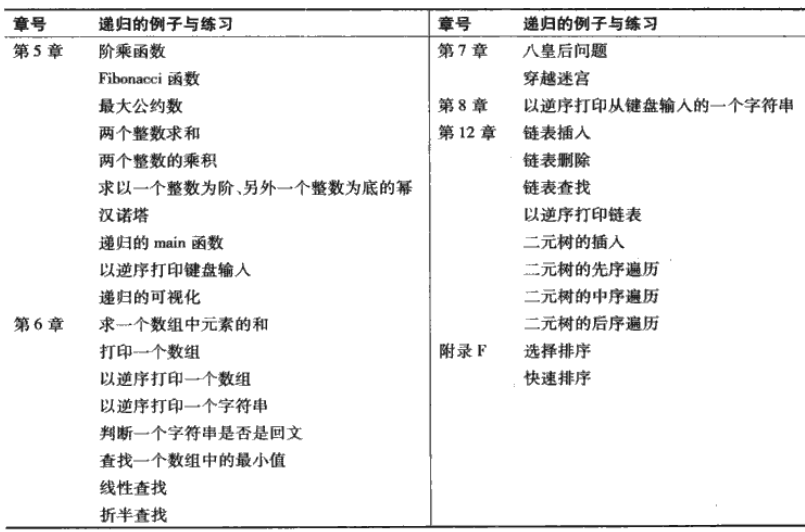 章号 递归的例子与练习
第5章 阶乘函数
Fibonacci 函数
最大公约数
两个整数求和
两个整数的乘积
求以一个整数为阶、另外一个整数为底的幂
汉诺塔
递归的 main 函数
以逆序打印键盘输入
递归的可视化
第6章 求一个数组中元素的和
打印一个数组
以逆序打印一个数组
以逆序打印一个字符串
判断一个字符串是否是回文
查找一个数组中的最小值
线性查找
折半查找
章号 递归的例子与练习
第7章 八皇后问题
穿越迷宫
第8章 以逆序打印从键盘输入的一个字符串
第12章 链表插入
链表删除
链表查找
以逆序打印链表
二元树的插入
二元树的先序遍历
二元树的中序遍历
二元树的后序遍历
附录F 选择排序
快速排序